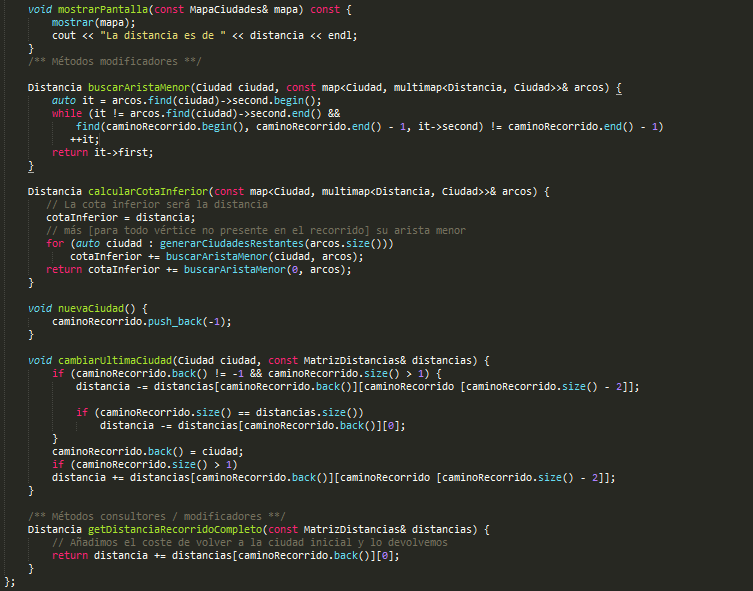 void mostrarPantalla(const MapaCiudades& mapa) const {
mostrar(mapa);
cout << "La distancia es de " << distancia << endl;
}
/** Métodos modificadores **/
Distancia buscarAristaMenor(Ciudad ciudad, const map<Ciudad, multimap<Distancia, Ciudad>>& arcos) {
auto it = arcos.find(ciudad)->second.begin();
while (it != arcos.find(ciudad)->second.end() &&
find(caminoRecorrido.begin(), caminoRecorrido.end() - 1, it->second) != caminoRecorrido.end() - 1)
++it;
return it->first;
}
Distancia calcularCotaInferior(const map<Ciudad, multimap<Distancia, Ciudad>>& arcos) {
// La cota inferior será la distancia
cotaInferior = distancia;
// más [para todo vértice no presente en el recorrido] su arista menor
for (auto ciudad : generarCiudadesRestantes(arcos.size()))
cotaInferior += buscarAristaMenor(ciudad, arcos);
return cotaInferior += buscarAristaMenor(0, arcos);
}
void nuevaCiudad() {
caminoRecorrido.push_back(-1);
}
void cambiarUltimaCiudad(Ciudad ciudad, const MatrizDistancias& distancias) {
if (caminoRecorrido.back() != -1 && caminoRecorrido.size() > 1) {
distancia -= distancias[caminoRecorrido.back()][caminoRecorrido [caminoRecorrido.size() - 2]];
if (caminoRecorrido.size() == distancias.size())
distancia -= distancias[caminoRecorrido.back()][0];
}
caminoRecorrido.back() = ciudad;
if (caminoRecorrido.size() > 1)
distancia += distancias[caminoRecorrido.back()][caminoRecorrido [caminoRecorrido.size() - 2]];
}
/** Métodos consultores / modificadores **/
Distancia getDistanciaRecorridoCompleto(const MatrizDistancias& distancias) {
// Añadimos el coste de volver a la ciudad inicial y lo devolvemos
return distancia += distancias[caminoRecorrido.back()][0];
}
};